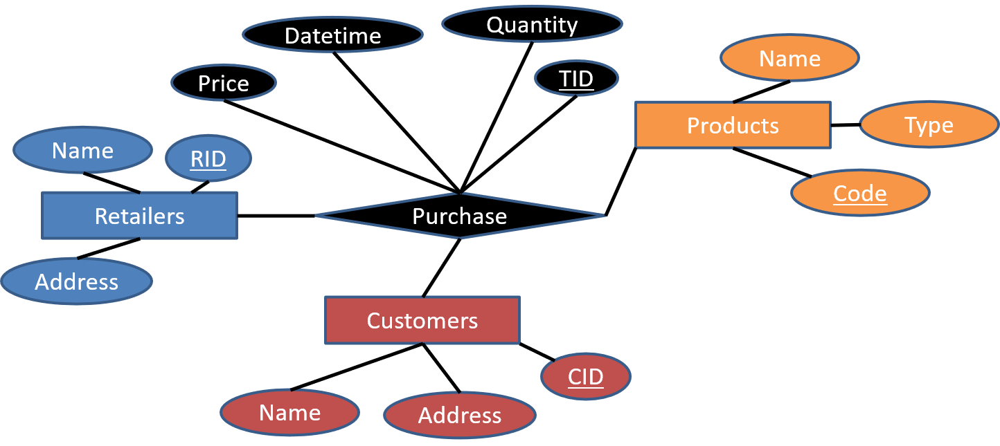 Quantity
Datetime
Name
TID
Price
Products
Type
Name
RID
Code
Retailers
Purchase
Address
Customers
CID
Name
Address